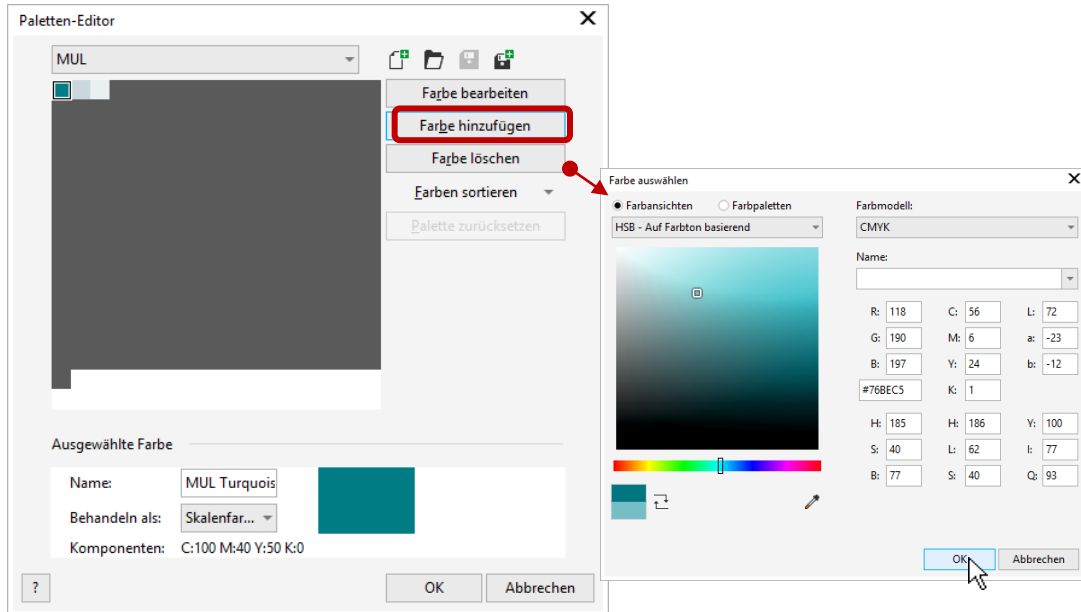 Paletten-Editor
MUL
Farbe bearbeiten
Farbe hinzufügen
Farbe löschen
Farben sortieren
Palette zurücksetzen
Ausgewählte Farbe
Name: MUL Turquois
Behandeln als: Skalenfar...
Komponenten: C:100 M:40 Y:50 K:0
?
OK
Abbrechen
Farbe auswählen
Farbansichten
Farbpaletten
HSB - Auf Farbton basierend
Farbmodell:
CMYK
Name:
R: 118 C: 56 L: 72
G: 190 M: 6 a: -23
B: 197 Y: 24 b: -12
#76BEC5 K: 1
H: 185 H: 186 Y: 100
S: 40 L: 62 I: 77
B: 77 S: 40 Q: 93
OK
Abbrechen